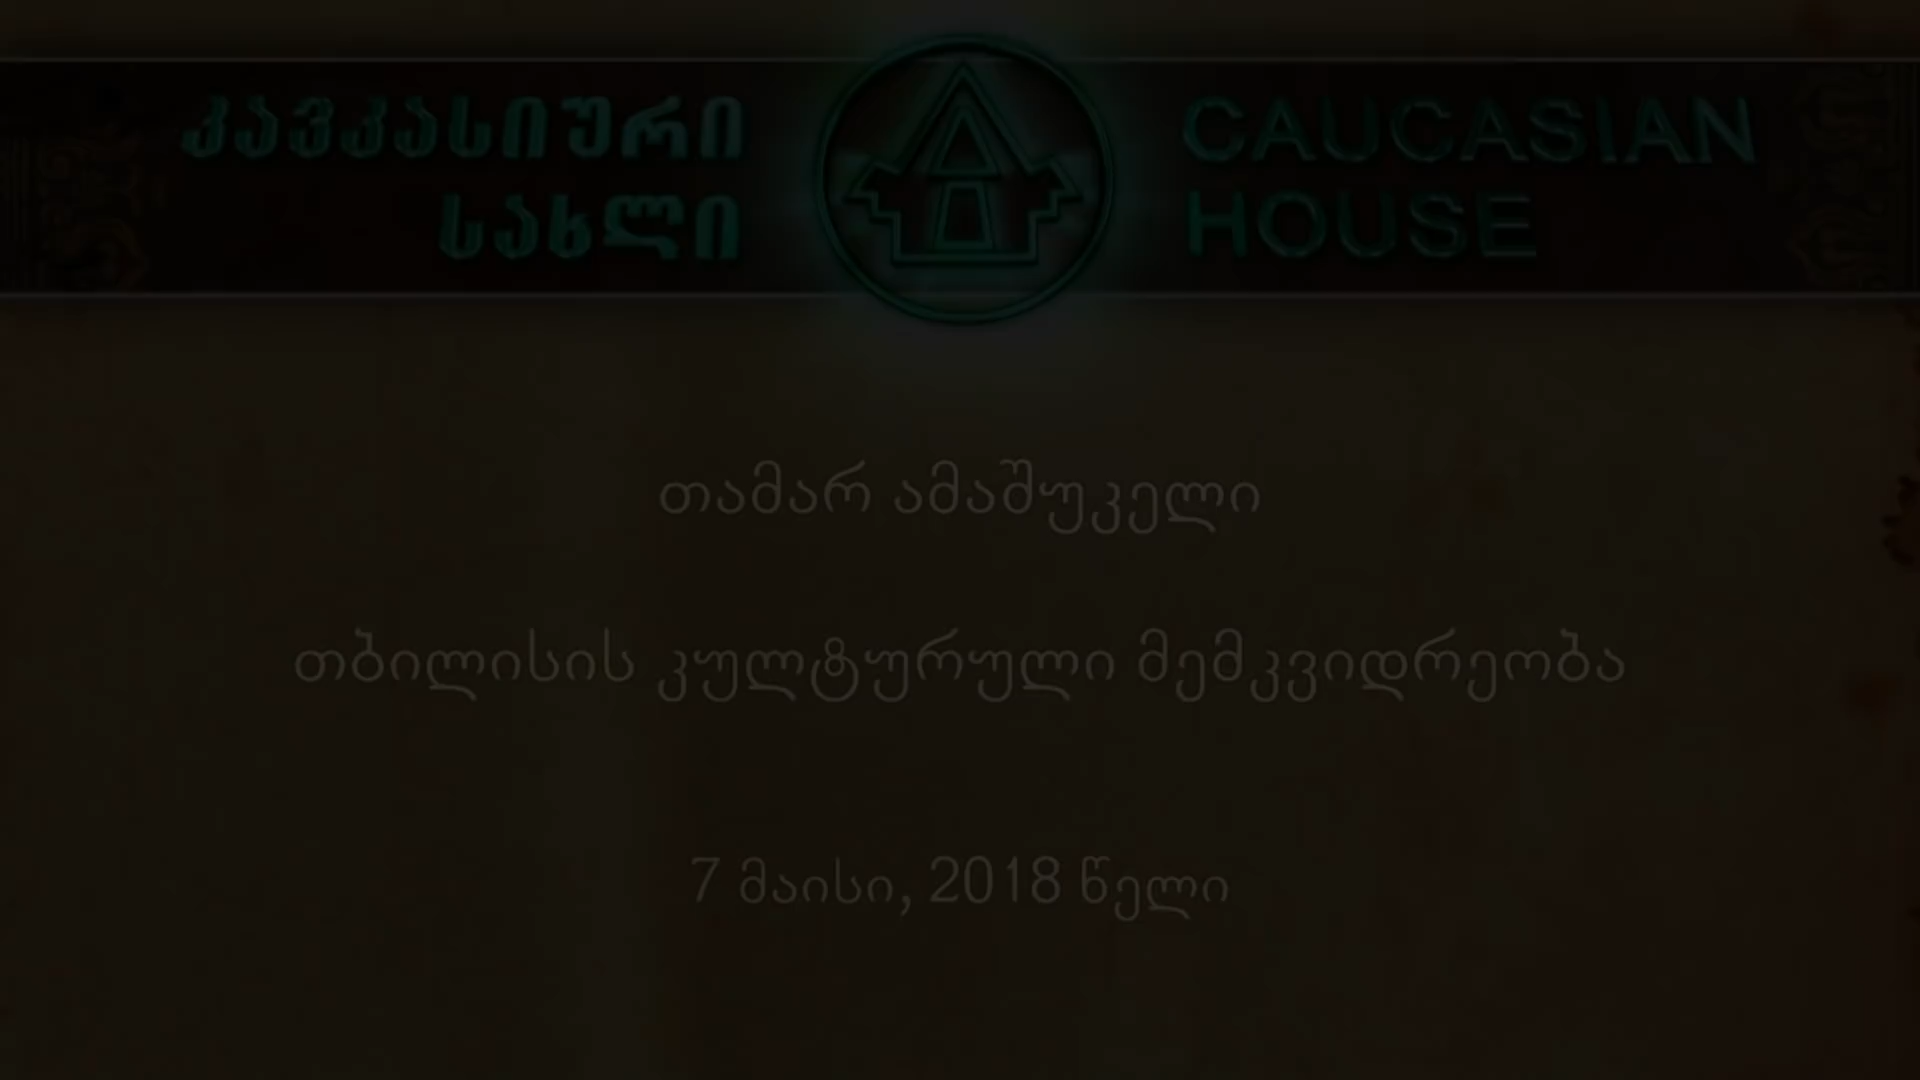 კავკასიური
სახლი
CAUCASIAN
HOUSE
თამარ ამაშუკელი
თბილისის კულტურული მემკვიდრეობა
7 მაისი, 2018 წელი